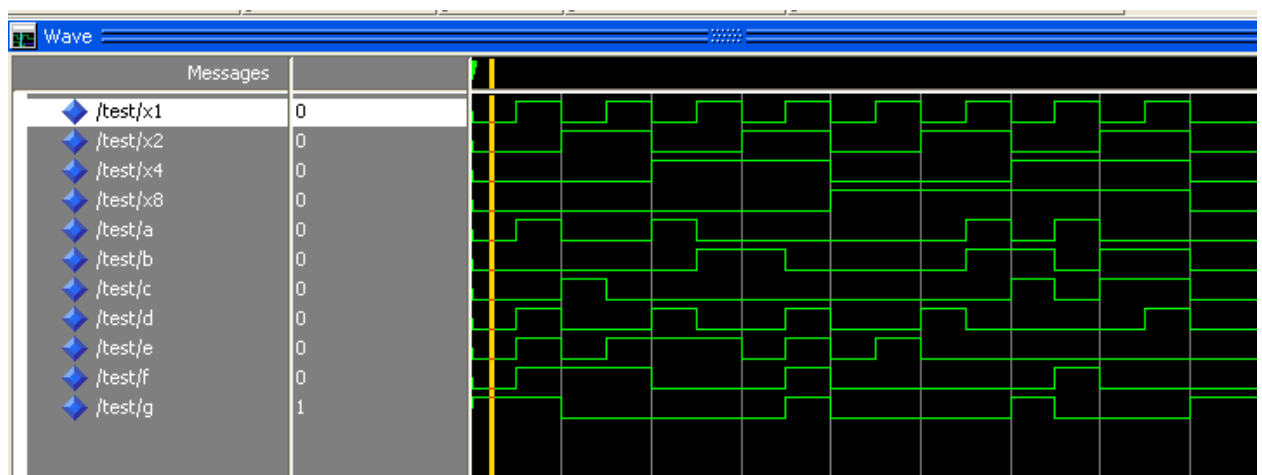 Wave
Messages
/test/x1 0
/test/x2 0
/test/x4 0
/test/x8 0
/test/a 0
/test/b 0
/test/c 0
/test/d 0
/test/e 0
/test/f 0
/test/g 1